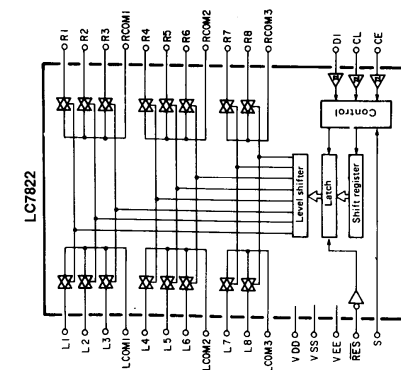 LC7822
R1
R2
R3
RCOM1
R4
R5
R6
RCOM2
R7
R8
RCOM3
DI
CL
CE
Control
Level shifter
Latch
Shift register
L1
L2
L3
LCOM1
L4
L5
L6
LCOM2
L7
L8
LCOM3
VDD
VSS
VEE
RES
S